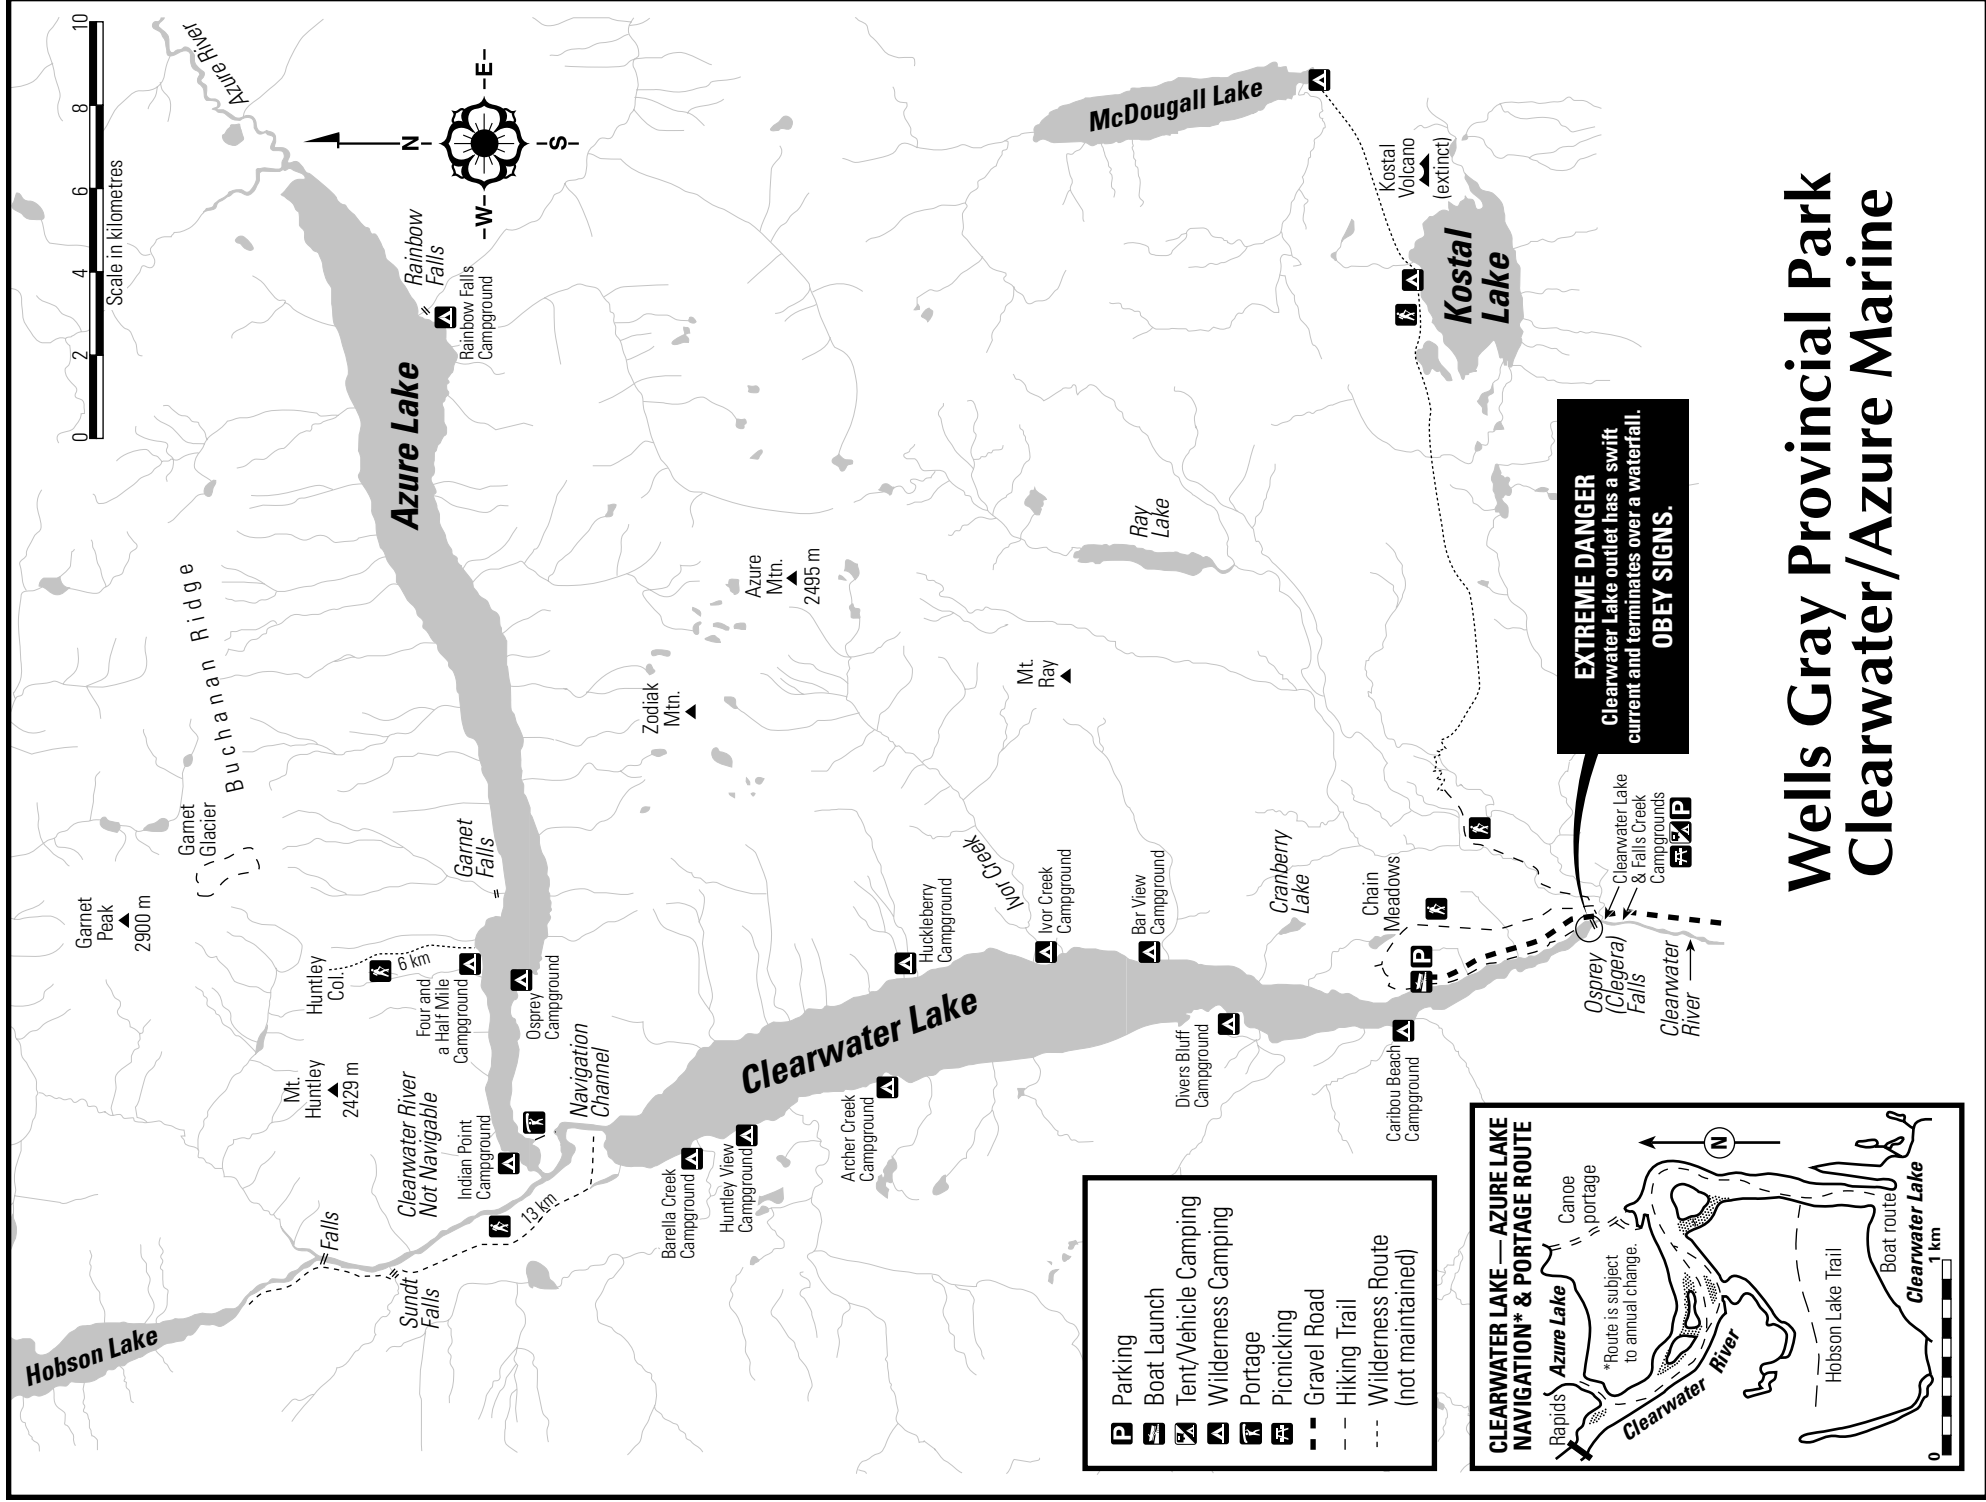 Wells Gray Provincial Park
Clearwater/Azure Marine
0
2
4
6
8
10
Scale in kilometres
N
W
E
S
Azure River
Hobson Lake
Garnet
Peak
2900 m
Garnet
Glacier
Buchanan Ridge
Mt.
Huntley
2429 m
Huntley
Col.
6 km
Falls
Sundt
Falls
Clearwater River
Not Navigable
13 km
Indian Point
Campground
Four and
a Half Mile
Campground
Osprey
Campground
Garnet
Falls
Azure Lake
Rainbow
Falls
Rainbow Falls
Campground
Navigation
Channel
Zodiak
Mtn.
Azure
Mtn.
2495 m
Barella Creek
Campground
Huntley View
Campground
Archer Creek
Campground
Clearwater Lake
Huckleberry
Campground
Ivor Creek
Ivor Creek
Campground
Mt.
Ray
Ray
Lake
McDougall Lake
Bar View
Campground
Divers Bluff
Campground
Cranberry
Lake
Chain
Meadows
P
Caribou Beach
Campground
Kostal
Volcano
(extinct)
Kostal
Lake
EXTREME DANGER
Clearwater Lake outlet has a swift
current and terminates over a waterfall.
OBEY SIGNS.
Osprey
(Clegera)
Falls
Clearwater
River
Clearwater Lake
& Falls Creek
Campgrounds
P
P Parking
Boat Launch
Tent/Vehicle Camping
Wilderness Camping
Portage
Picnicking
Gravel Road
Hiking Trail
Wilderness Route
(not maintained)
CLEARWATER LAKE — AZURE LAKE
NAVIGATION* & PORTAGE ROUTE
Rapids
Azure Lake
Canoe
portage
N
*Route is subject
to annual change.
Clearwater
River
Hobson Lake Trail
Boat route
Clearwater Lake
0
1 km